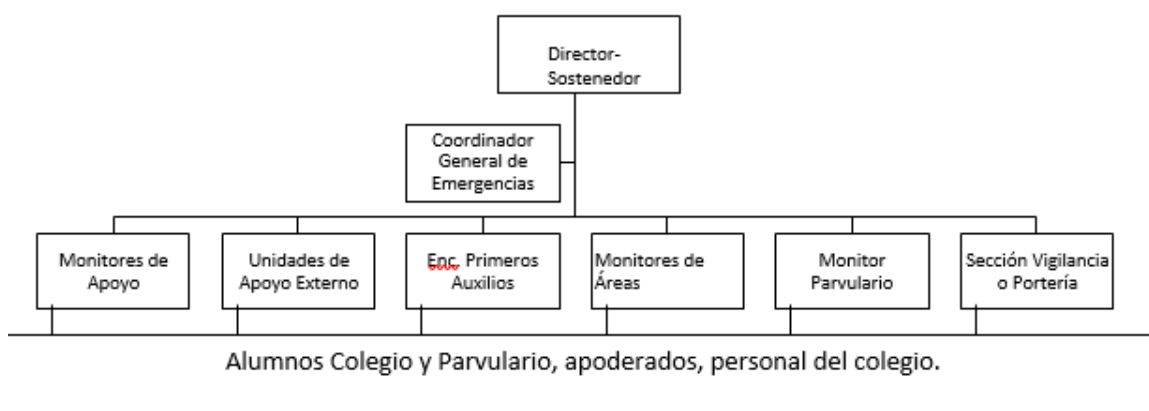 Director-
Sostenedor
Coordinador
General de
Emergencias
Monitores de
Apoyo
Unidades de
Apoyo Externo
Enc. Primeros
Auxilios
Monitores de
Áreas
Monitor
Parvulario
Sección Vigilancia
o Portería
Alumnos Colegio y Parvulario, apoderados, personal del colegio.